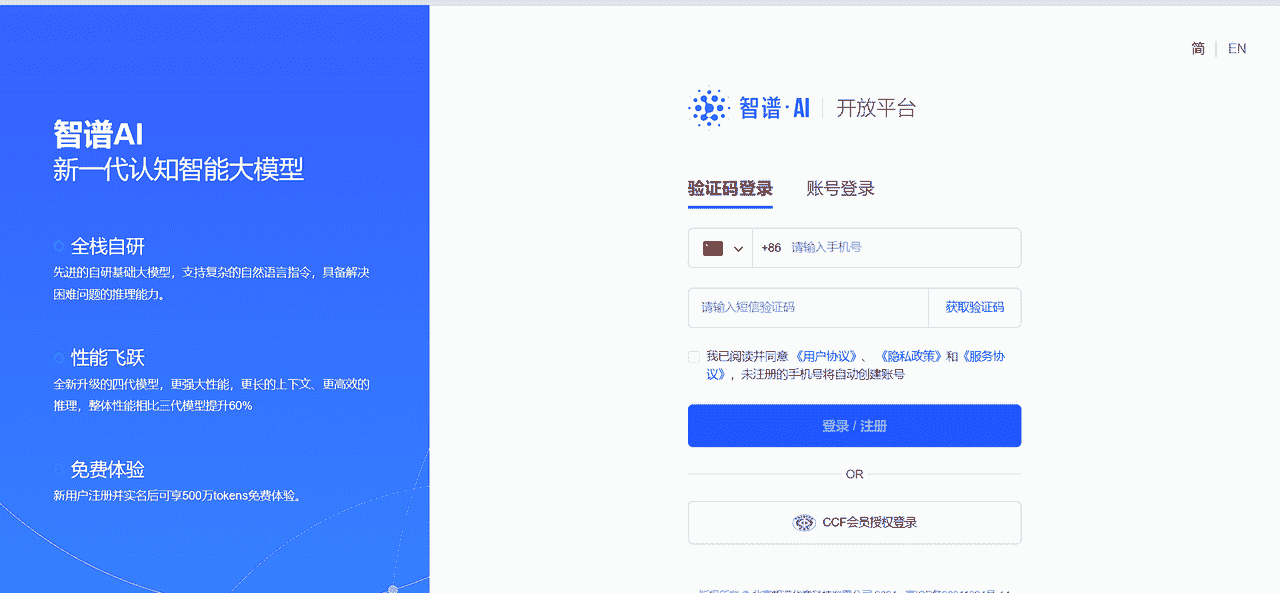 简 | EN
智谱·AI | 开放平台
智谱AI
新一代认知智能大模型
全栈自研
先进的自研基础大模型，支持复杂的自然语言指令，具备解决
困难问题的推理能力。
性能飞跃
全新升级的四代模型，更强大性能，更长的上下文、更高效的
推理，整体性能相比三代模型提升60%
免费体验
新用户注册并实名后可享500万tokens免费体验。
验证码登录 账号登录
+86 请输入手机号
请输入短信验证码 获取验证码
我已阅读并同意 《用户协议》、 《隐私政策》和《服务协
议》，未注册的手机号将自动创建账号
登录 / 注册
OR
CCF会员授权登录